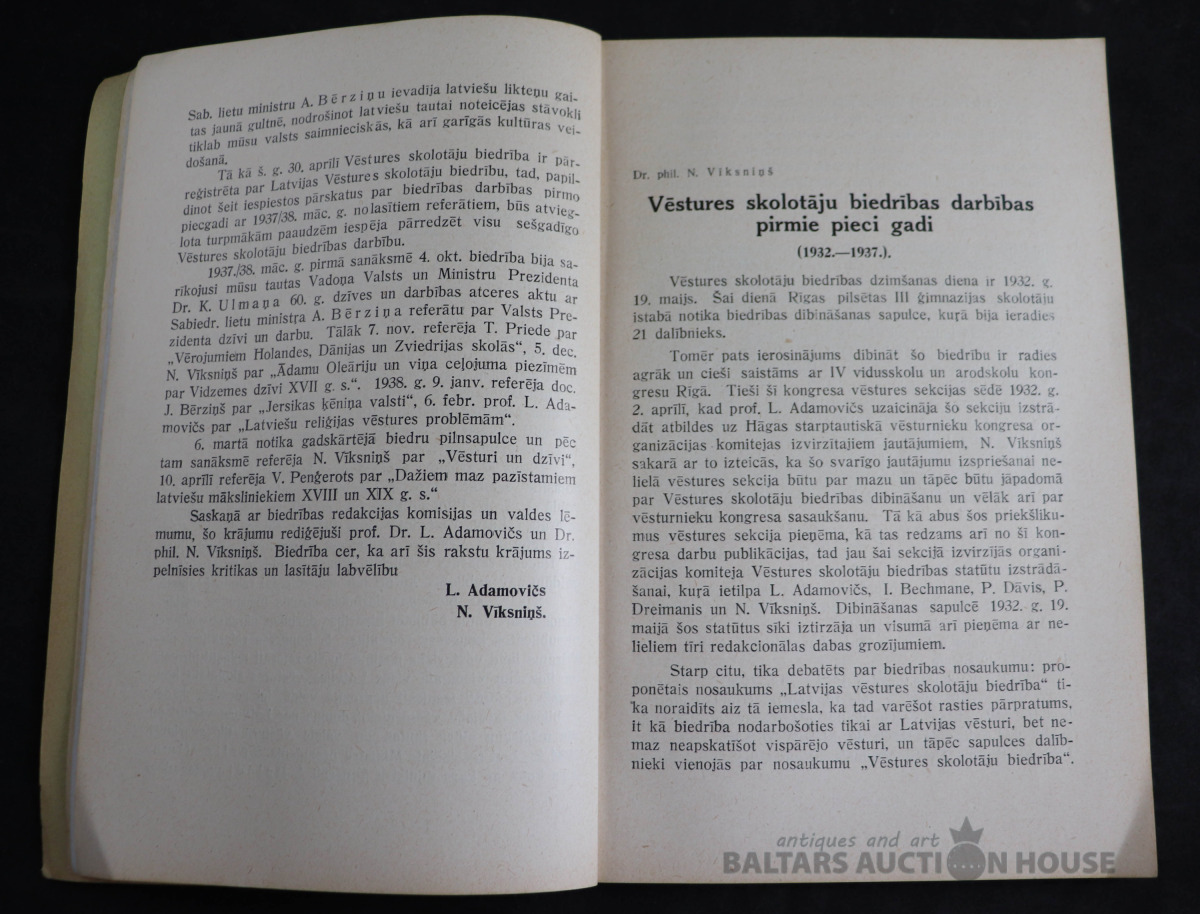 Sab. lietu ministru A. Bērziņu ievadīja latviešu likteņu gai-
tas jaunā gultnē, nodrošinot latviešu tautai noteicējas stāvokli
tiklab mūsu valsts saimnieciskās, kā arī garīgās kultūras vei-
došanā.
Tā kā š. g. 30. aprīlī Vēstures skolotāju biedrība ir pār-
reģistrēta par Latvijas Vēstures skolotāju biedrību, tad, papil-
dinot šeit iespiestos pārskatus par biedrības darbības pirmo
piecgadi ar 1937/38. māc. g. nolasītiem referātiem, būs atvieg-
lota turpmākām paaudzēm iespēja pārredzēt visu sešgadīgo
Vēstures skolotāju biedrības darbību.
1937./38. māc. g. pirmā sanāksmē 4. okt. biedrība bija sa-
rīkojusi mūsu tautas Vadoņa Valsts un Ministru Prezidenta
Dr. K. Ulmaņa 60. g. dzīves un darbības atceres aktu ar
Sabiedr. lietu ministra A. Bērziņa referātu par Valsts Pre-
zidenta dzīvi un darbu. Tālāk 7. nov. referēja T. Priede par
„Vērojumiem Holandes, Dānijas un Zviedrijas skolās“, 5. dec.
N. Vīksniņš par „Ādamu Oleāriju un viņa ceļojuma piezīmēm
par Vidzemes dzīvi XVII g. s.“. 1938. g. 9. janv. referēja doc.
J. Bērziņš par „Jersikas ķēniņa valsti“, 6. febr. prof. L. Ada-
movičs par „Latviešu reliģijas vēstures problēmām“.
6. martā notika gadskārtējā biedru pilnsapulce un pēc
tam sanāksmē referēja N. Vīksniņš par „Vēsturi un dzīvi“,
10. aprīlī referēja V. Peņģerots par „Dažiem maz pazīstamiem
latviešu māksliniekiem XVIII un XIX g. s.“
Saskaņā ar biedrības redakcijas komisijas un valdes lē-
mumu, šo krājumu rediģējuši prof. Dr. L. Adamovičs un Dr.
phil. N. Vīksniņš. Biedrība cer, ka arī šis rakstu krājums iz-
pelnīsies kritikas un lasītāju labvēlību
L. Adamovičs
N. Vīksniņš.
Dr. phil. N. Vīksniņš
Vēstures skolotāju biedrības darbības
pirmie pieci gadi
(1932.—1937.).
Vēstures skolotāju biedrības dzimšanas diena ir 1932. g.
19. maijs. Šai dienā Rīgas pilsētas III ģimnazijas skolotāju
istabā notika biedrības dibināšanas sapulce, kuŗā bija ieradies
21 dalībnieks.
Tomēr pats ierosinājums dibināt šo biedrību ir radies
agrāk un cieši saistāms ar IV vidusskolu un arodskolu kon-
gresu Rīgā. Tieši šī kongresa vēstures sekcijas sēdē 1932. g.
2. aprīlī, kad prof. L. Adamovičs uzaicināja šo sekciju izstrā-
dāt atbildes uz Hāgas starptautiskā vēsturnieku kongresa or-
ganizācijas komitejas izvirzītajiem jautājumiem, N. Vīksniņš
sakarā ar to izteicās, ka šo svarīgo jautājumu izspriešanai ne-
lielā vēstures sekcija būtu par mazu un tāpēc būtu jāpadomā
par Vēstures skolotāju biedrības dibināšanu un vēlāk arī par
vēsturnieku kongresa sasaukšanu. Tā kā abus šos priekšliku-
mus vēstures sekcija pieņēma, kā tas redzams arī no šī kon-
gresa darbu publikācijas, tad jau šai sekcijā izvirzījās organi-
zācijas komiteja Vēstures skolotāju biedrības statūtu izstrādā-
šanai, kuŗā ietilpa L. Adamovičs, I. Bechmane, P. Dāvis, P.
Dreimanis un N. Vīksniņš. Dibināšanas sapulcē 1932. g. 19.
maijā šos statūtus sīki iztirzāja un visumā arī pieņēma ar ne-
lieliem tīri redakcionālas dabas grozījumiem.
Starp citu, tika debatēts par biedrības nosaukumu: pro-
ponētais nosaukums „Latvijas vēstures skolotāju biedrība“ ti-
ka noraidīts aiz tā iemesla, ka tad varēšot rasties pārpratums,
it kā biedrība nodarbošoties tikai ar Latvijas vēsturi, bet ne-
maz neapskatīšot vispārējo vēsturi, un tāpēc sapulces dalīb-
nieki vienojās par nosaukumu „Vēstures skolotāju biedrība“.
antiques and art
BALTARS AUCTION HOUSE